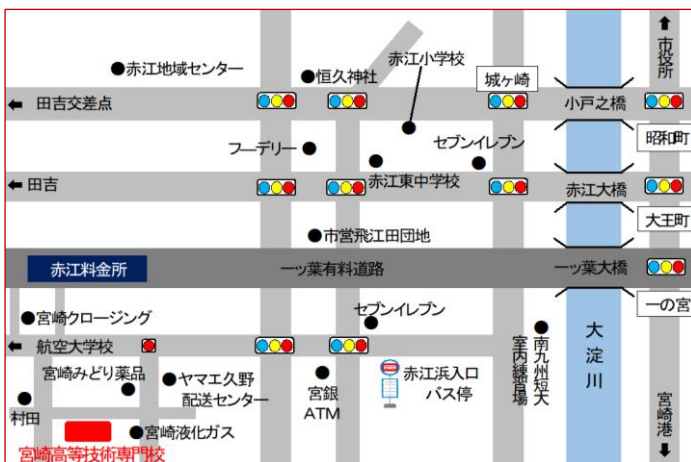 赤江小学校
市役所
赤江地域センター
恒久神社
城ヶ崎
田吉交差点
小戸之橋
昭和町
フーデリー
セブンイレブン
赤江東中学校
田吉
赤江大橋
大王町
市営飛江田団地
赤江料金所
一ッ葉有料道路
一ッ葉大橋
一の宮
宮崎クロージング
セブンイレブン
航空大学校
南九州短大
室内練習場
大淀川
宮崎みどり薬品
ヤマエ久野
配送センター
宮銀
ATM
赤江浜入口
バス停
村田
宮崎液化ガス
宮崎港
宮崎高等技術専門校